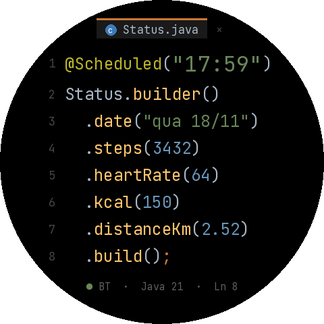 c Status.java ×
1 @Scheduled("17:59")
2 Status.builder()
3 .date("qua 18/11")
4 .steps(3432)
5 .heartRate(64)
6 .kcal(150)
7 .distanceKm(2.52)
8 .build();
BT · Java 21 · Ln 8